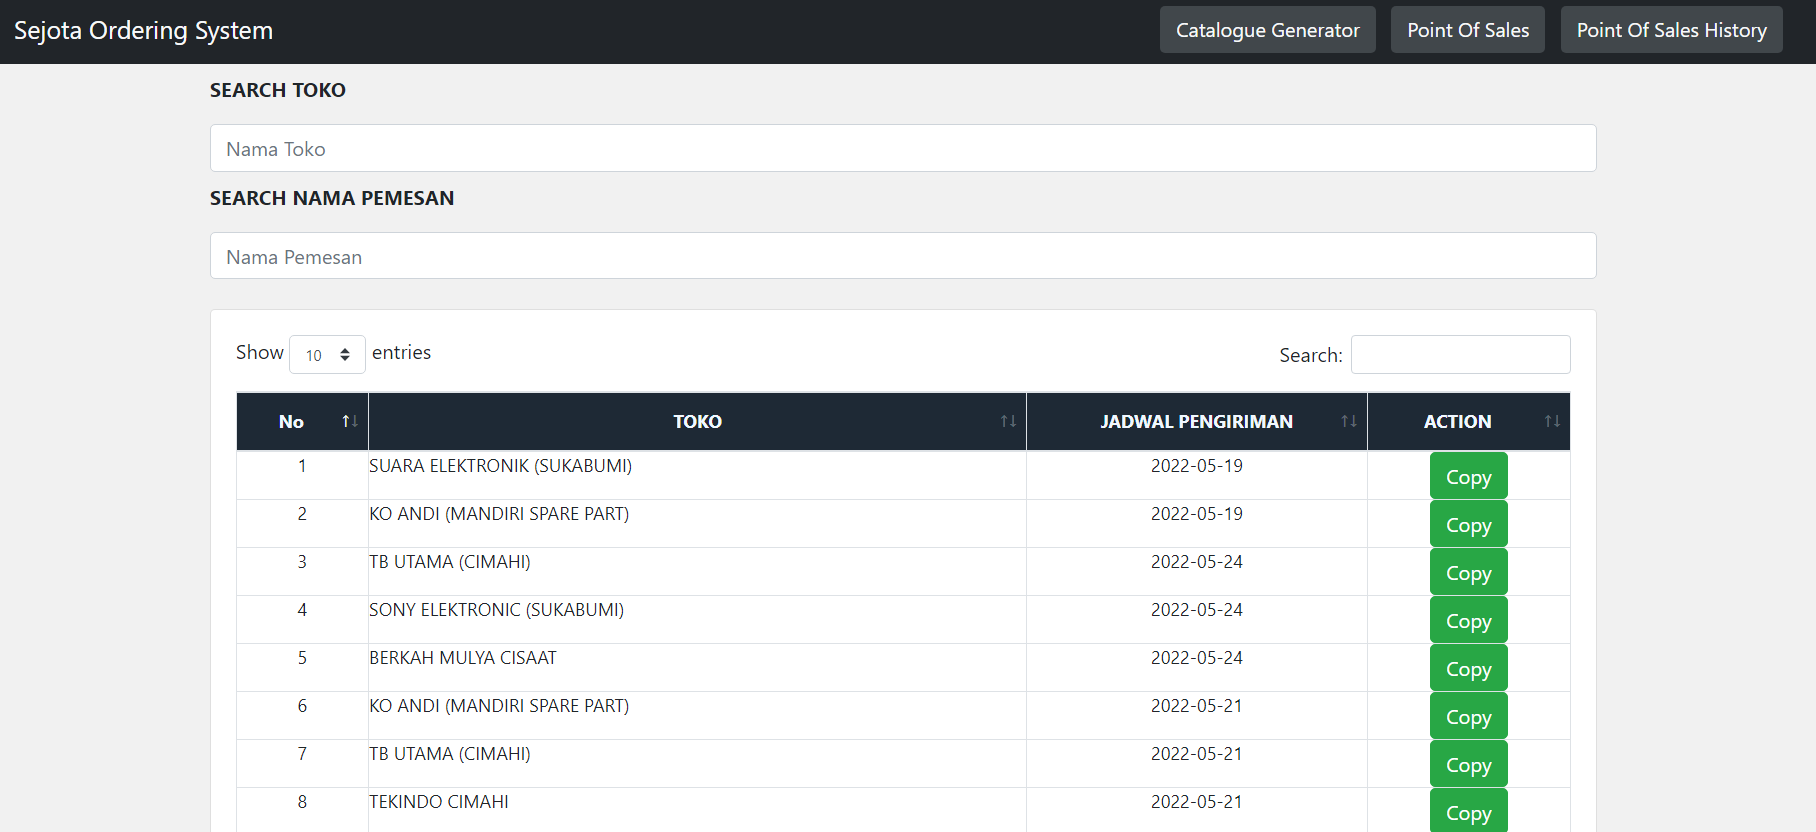 Sejota Ordering System Catalogue Generator Point Of Sales Point Of Sales History
SEARCH TOKO
Nama Toko
SEARCH NAMA PEMESAN
Nama Pemesan
Show 10 entries Search:
No TOKO JADWAL PENGIRIMAN ACTION
1 SUARA ELEKTRONIK (SUKABUMI) 2022-05-19 Copy
2 KO ANDI (MANDIRI SPARE PART) 2022-05-19 Copy
3 TB UTAMA (CIMAHI) 2022-05-24 Copy
4 SONY ELEKTRONIC (SUKABUMI) 2022-05-24 Copy
5 BERKAH MULYA CISAAT 2022-05-24 Copy
6 KO ANDI (MANDIRI SPARE PART) 2022-05-21 Copy
7 TB UTAMA (CIMAHI) 2022-05-21 Copy
8 TEKINDO CIMAHI 2022-05-21 Copy